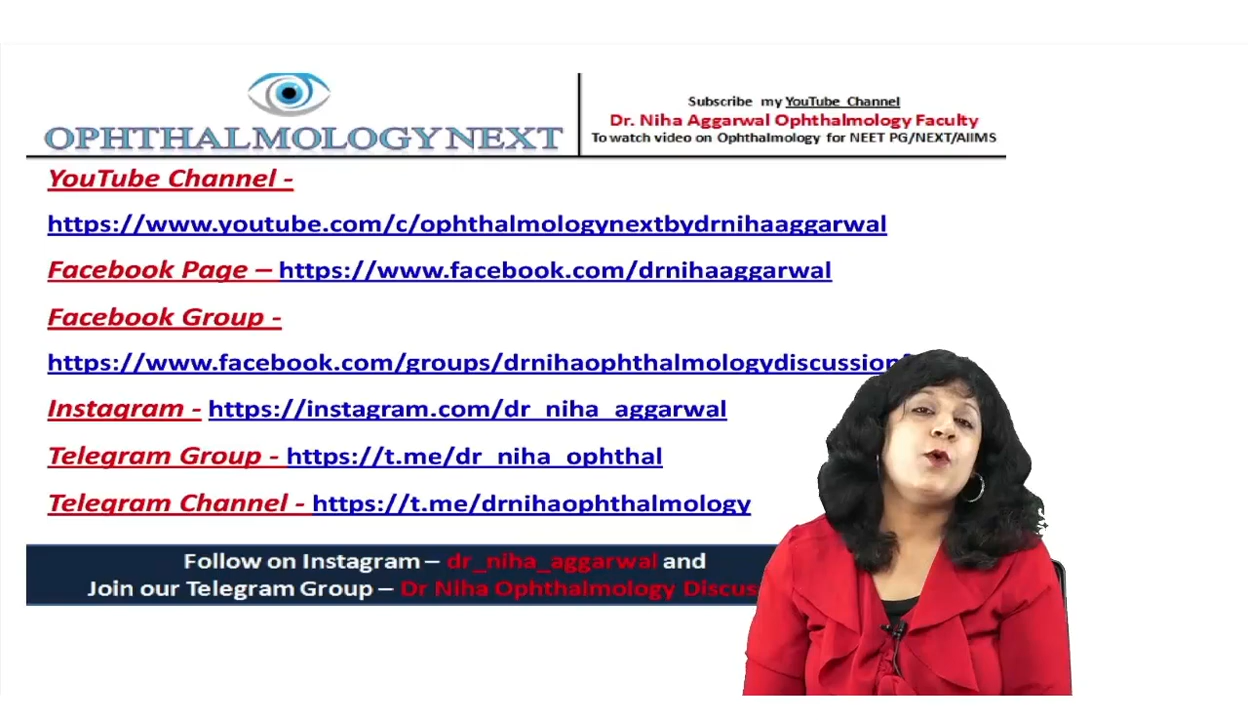 OPHTHALMOLOGY NEXT
Subscribe my YouTube Channel
Dr. Niha Aggarwal Ophthalmology Faculty
To watch video on Ophthalmology for NEET PG/NEXT/AIIMS
YouTube Channel -
https://www.youtube.com/c/ophthalmologynextbydrnihaaggarwal
Facebook Page – https://www.facebook.com/drnihaaggarwal
Facebook Group -
https://www.facebook.com/groups/drnihaophthalmologydiscussion
Instagram - https://instagram.com/dr_niha_aggarwal
Telegram Group - https://t.me/dr_niha_ophthal
Telegram Channel - https://t.me/drnihaophthalmology
Follow on Instagram – dr_niha_aggarwal and
Join our Telegram Group – Dr Niha Ophthalmology Discus